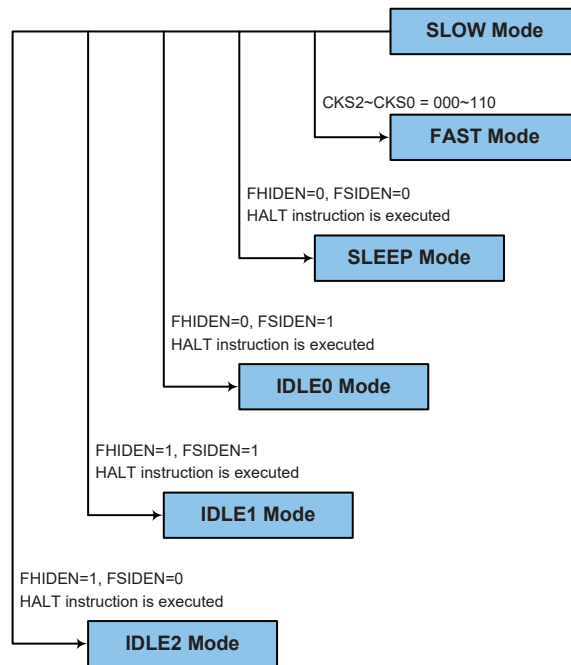 SLOW Mode
CKS2~CKS0 = 000~110
FAST Mode
FHIDEN=0, FSIDEN=0
HALT instruction is executed
SLEEP Mode
FHIDEN=0, FSIDEN=1
HALT instruction is executed
IDLE0 Mode
FHIDEN=1, FSIDEN=1
HALT instruction is executed
IDLE1 Mode
FHIDEN=1, FSIDEN=0
HALT instruction is executed
IDLE2 Mode